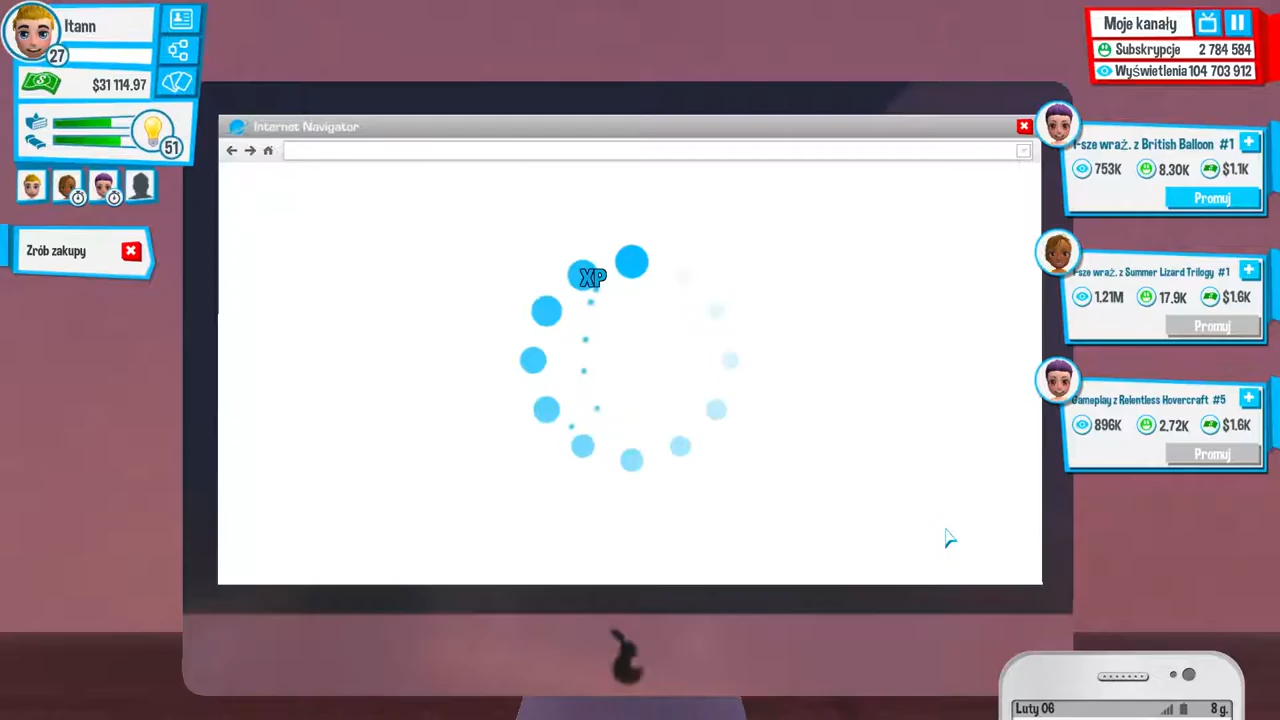 Itann
27
$31 114.97
51
Zrób zakupy
Internet Navigator
XP
Moje kanały
Subskrypcje 2 784 584
Wyświetlenia 104 703 912
1-sze wraż. z British Balloon #1
753K 8.30K $1.1K
Promuj
1-sze wraż. z Summer Lizard Trilogy #1
1.21M 17.9K $1.6K
Promuj
Gameplay z Relentless Hovercraft #5
896K 2.72K $1.6K
Promuj
Luty 06 8 g.